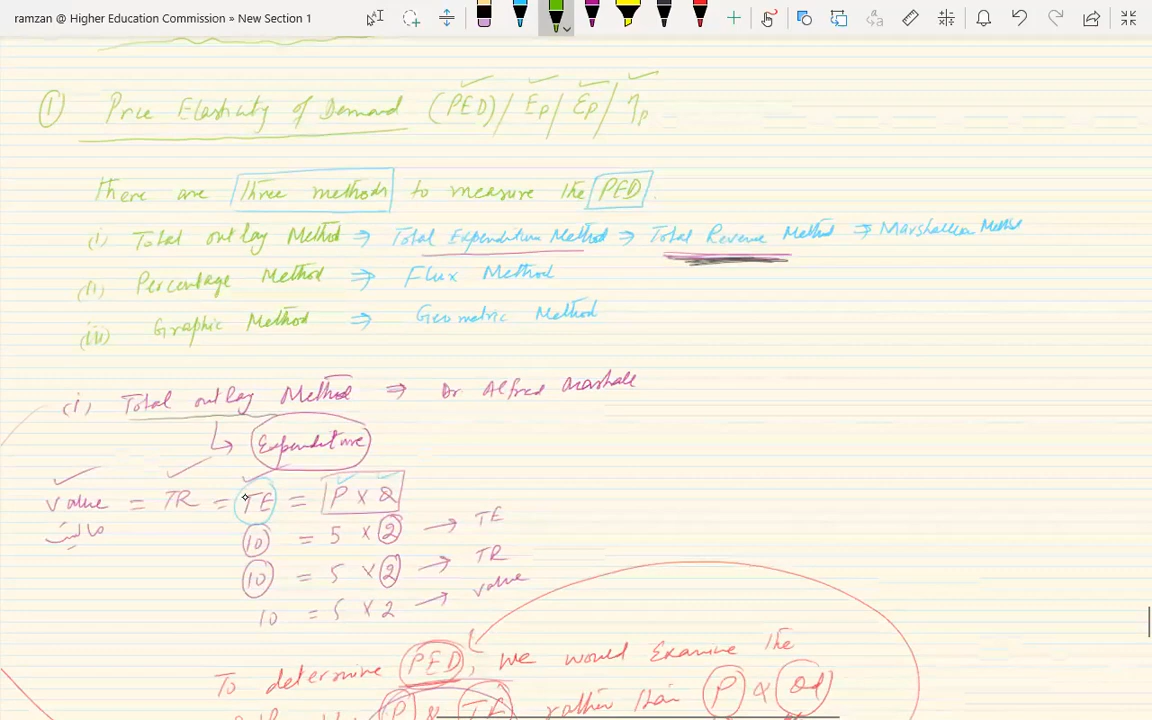 ramzan @ Higher Education Commission » New Section 1
① Price Elasticity of Demand (PED) / Ep / Ɛp / ηp
There are three methods to measure the PED.
(i) Total outlay Method ⇒ Total Expenditure Method ⇒ Total Revenue Method ⇒ Marshallian Method
(ii) Percentage Method ⇒ Flux Method
(iii) Graphic Method ⇒ Geometric Method
(i) Total outlay Method ⇒ Dr Alfred Marshall
↳ Expenditure
Value = TR = TE = P x Q
مالیت
10 = 5 x 2 → TE
10 = 5 x 2 → TR
10 = 5 x 2 → value
To determine PED, we would examine the
P & TE rather than P & Qd